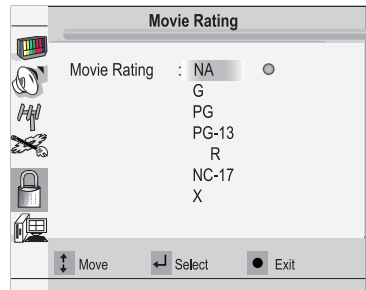 Movie Rating
Movie Rating : NA
G
PG
PG-13
R
NC-17
X
Move Select Exit